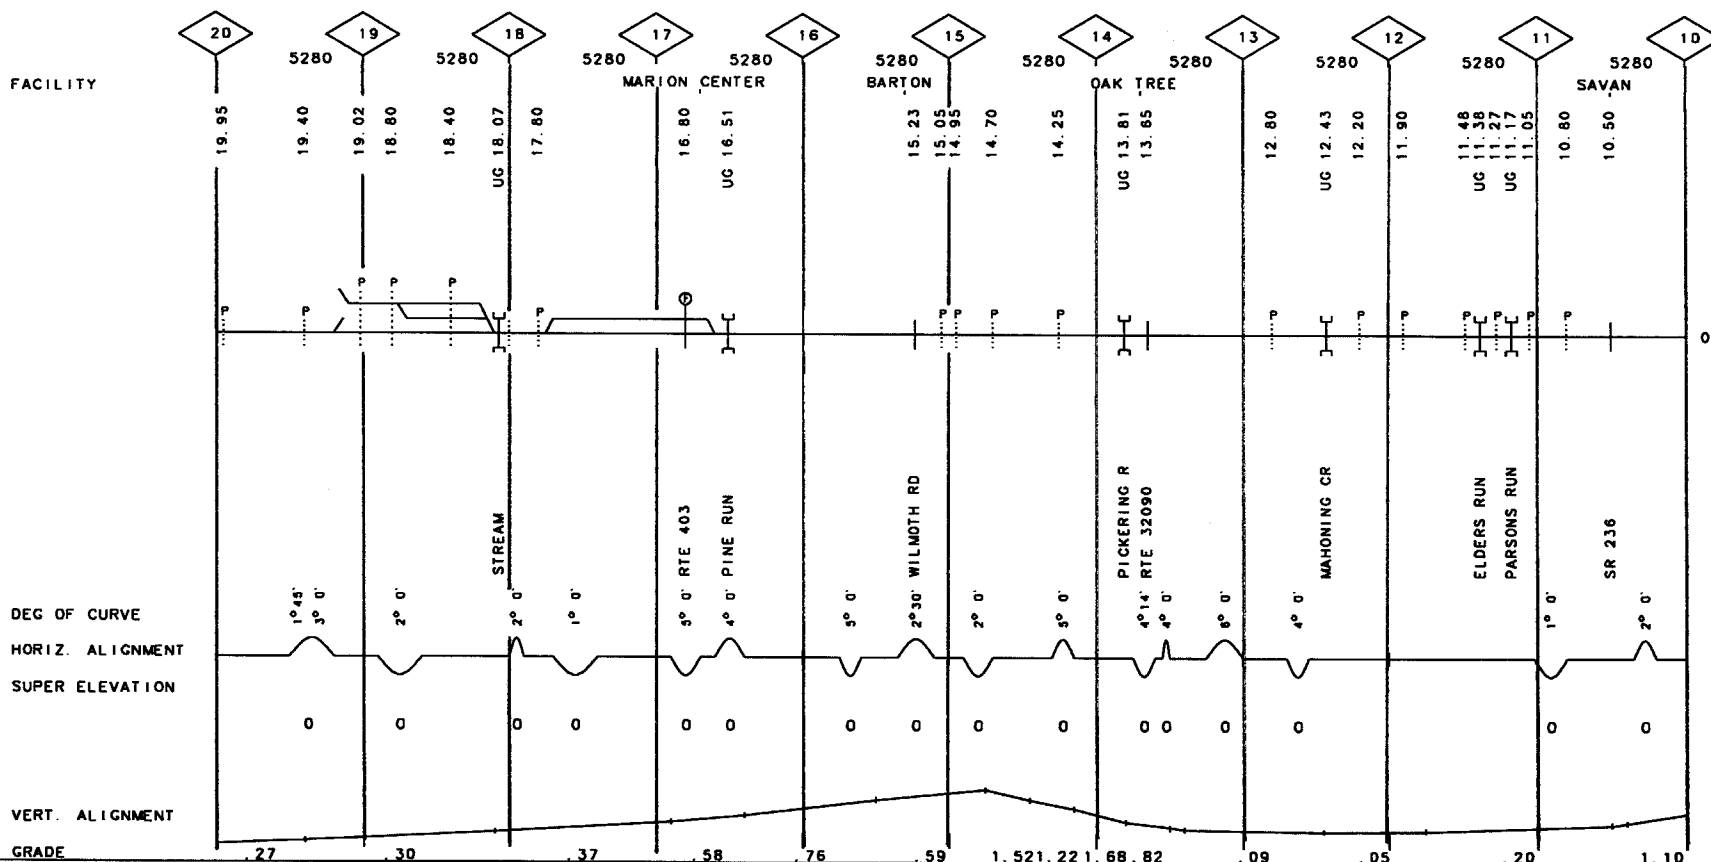 20 19 18 17 16 15 14 13 12 11 10
5280 5280 5280 5280 5280 5280 5280 5280 5280 5280
FACILITY MARION CENTER BARTON OAK TREE SAVAN
19.95 19.40 19.02 18.80 18.40 UG 18.07 17.80 16.80 UG 16.51 15.23 15.05 14.95 14.70 14.25 UG 13.81 13.65 12.80 UG 12.43 12.20 11.90 11.48 UG 11.38 11.27 UG 11.17 11.05 10.80 10.50
P P P
F
P P P P P P P P P P P P P P
0
STREAM RTE 403 PINE RUN WILMOTH RD PICKERING R RTE 32090 MAHONING CR ELDERS RUN PARSONS RUN SR 236
DEG OF CURVE 1°45' 3° 0' 2° 0' 2° 0' 1° 0' 5° 0' 4° 0' 5° 0' 2°30' 2° 0' 5° 0' 4°14' 4° 0' 6° 0' 4° 0' 1° 0' 2° 0'
HORIZ. ALIGNMENT
SUPER ELEVATION
0 0 0 0 0 0 0 0 0 0 0 0 0 0 0 0
VERT. ALIGNMENT
GRADE .27 .30 .37 .58 .76 .59 1.52 1.22 1.68 .82 .09 .05 .20 1.10